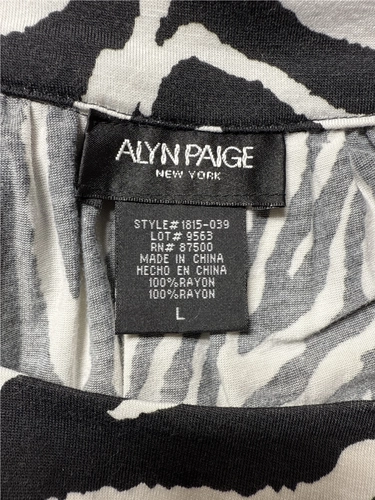 ALYN PAIGE
NEW YORK
STYLE# 1815-039
LOT# 9563
RN# 87500
MADE IN CHINA
HECHO EN CHINA
100%RAYON
100%RAYON
L